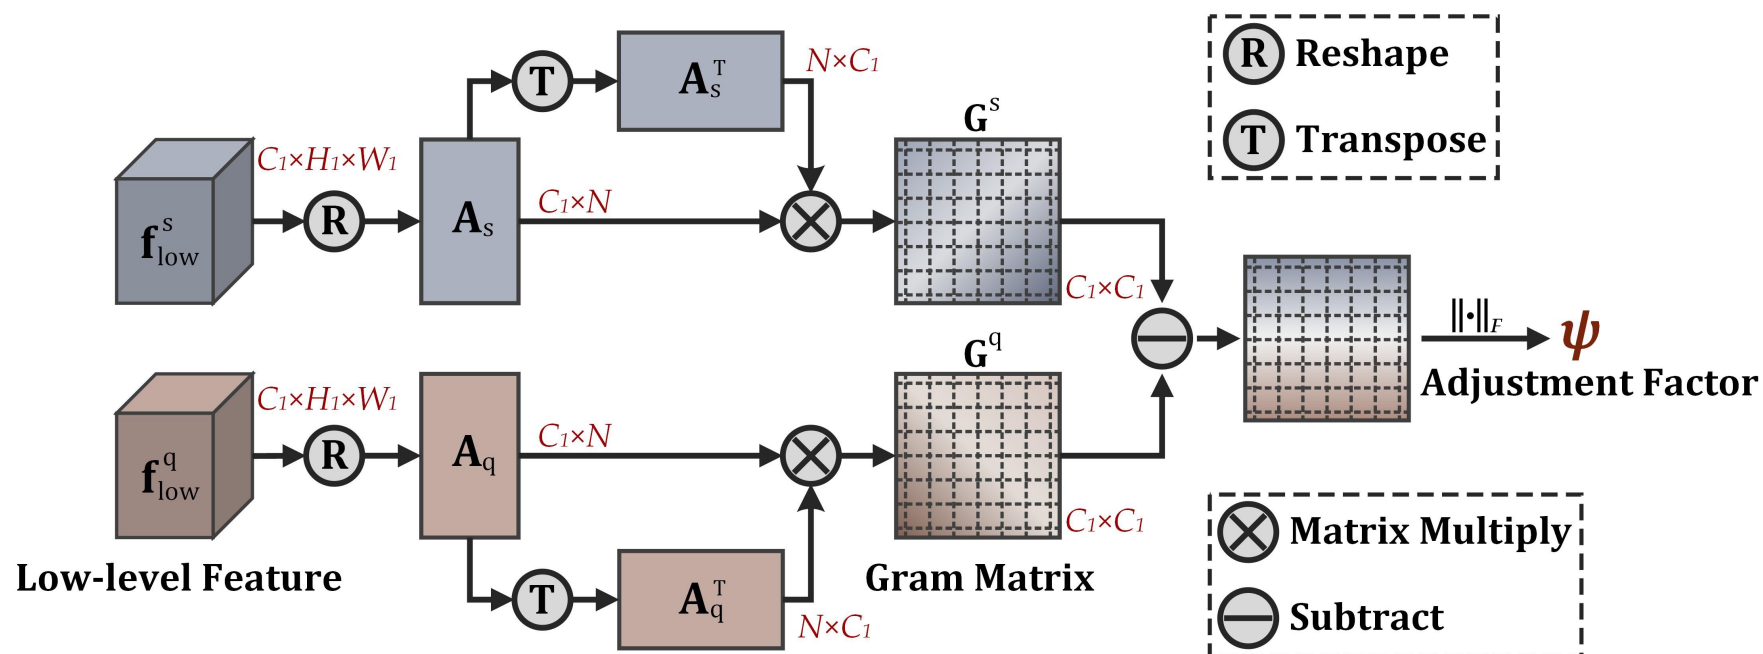 T
A_s^T
N×C₁
R Reshape
T Transpose
C₁×H₁×W₁
f_low^s
R
A_s
C₁×N
G^s
C₁×C₁
‖·‖_F
ψ
Adjustment Factor
C₁×H₁×W₁
f_low^q
R
A_q
C₁×N
G^q
C₁×C₁
Low-level Feature
T
A_q^T
N×C₁
Gram Matrix
Matrix Multiply
Subtract